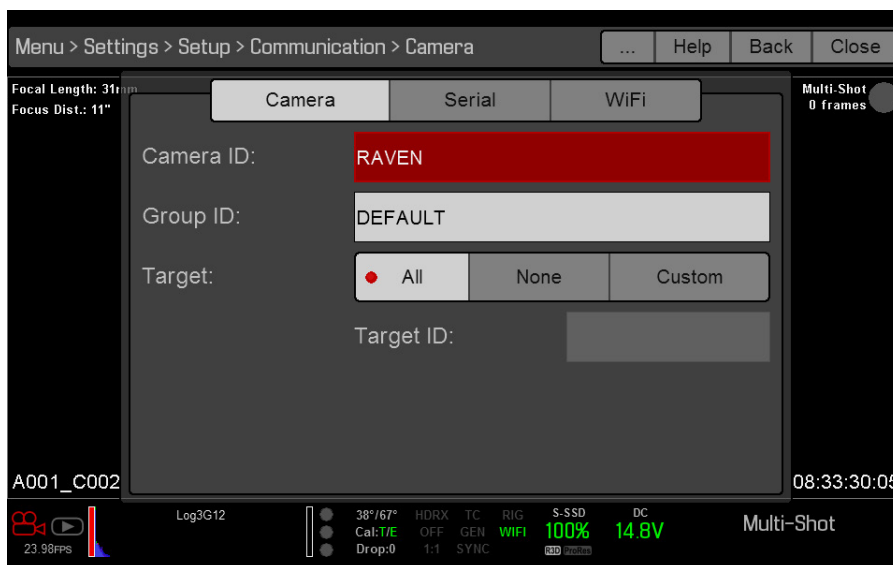 Menu > Settings > Setup > Communication > Camera ... Help Back Close
Focal Length: 31mm
Focus Dist.: 11"
Multi-Shot
0 frames
Camera Serial WiFi
Camera ID: RAVEN
Group ID: DEFAULT
Target: All None Custom
Target ID:
A001_C002
08:33:30:05
23.98FPS
Log3G12
38°/67° HDRX TC RIG S-SSD DC
Cal:T/E OFF GEN WIFI 100% 14.8V
Drop:0 1:1 SYNC R3D ProRes
Multi-Shot